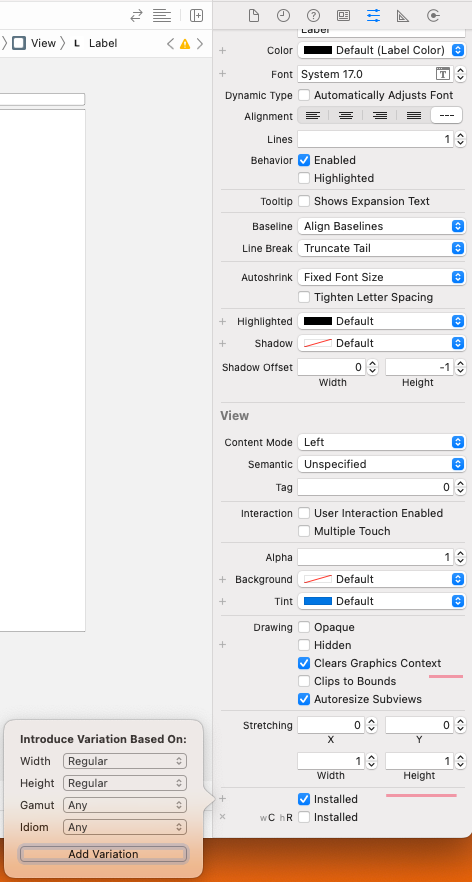 View 〉 L Label
Label
+ Color Default (Label Color)
+ Font System 17.0 T
Dynamic Type Automatically Adjusts Font
Alignment ---
Lines 1
Behavior Enabled
Highlighted
Tooltip Shows Expansion Text
Baseline Align Baselines
Line Break Truncate Tail
Autoshrink Fixed Font Size
Tighten Letter Spacing
+ Highlighted Default
+ Shadow Default
Shadow Offset 0 -1
Width Height
View
Content Mode Left
Semantic Unspecified
Tag 0
Interaction User Interaction Enabled
Multiple Touch
Alpha 1
+ Background Default
+ Tint Default
Drawing Opaque
+ Hidden
Clears Graphics Context
Clips to Bounds
Autoresize Subviews
Stretching 0 0
X Y
1 1
Width Height
+ Installed
× wC hR Installed
Introduce Variation Based On:
Width Regular
Height Regular
Gamut Any
Idiom Any
Add Variation